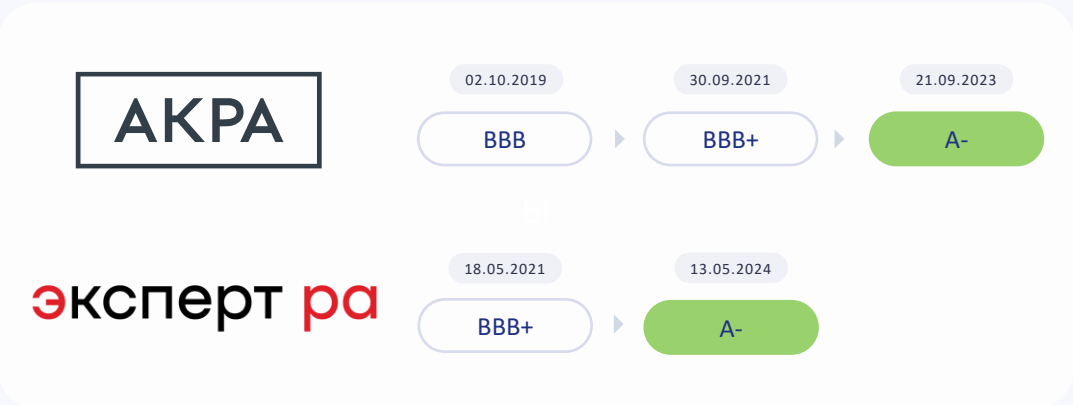 АКРА
02.10.2019
30.09.2021
21.09.2023
BBB
BBB+
A-
ы
эксперт ра
18.05.2021
13.05.2024
BBB+
A-